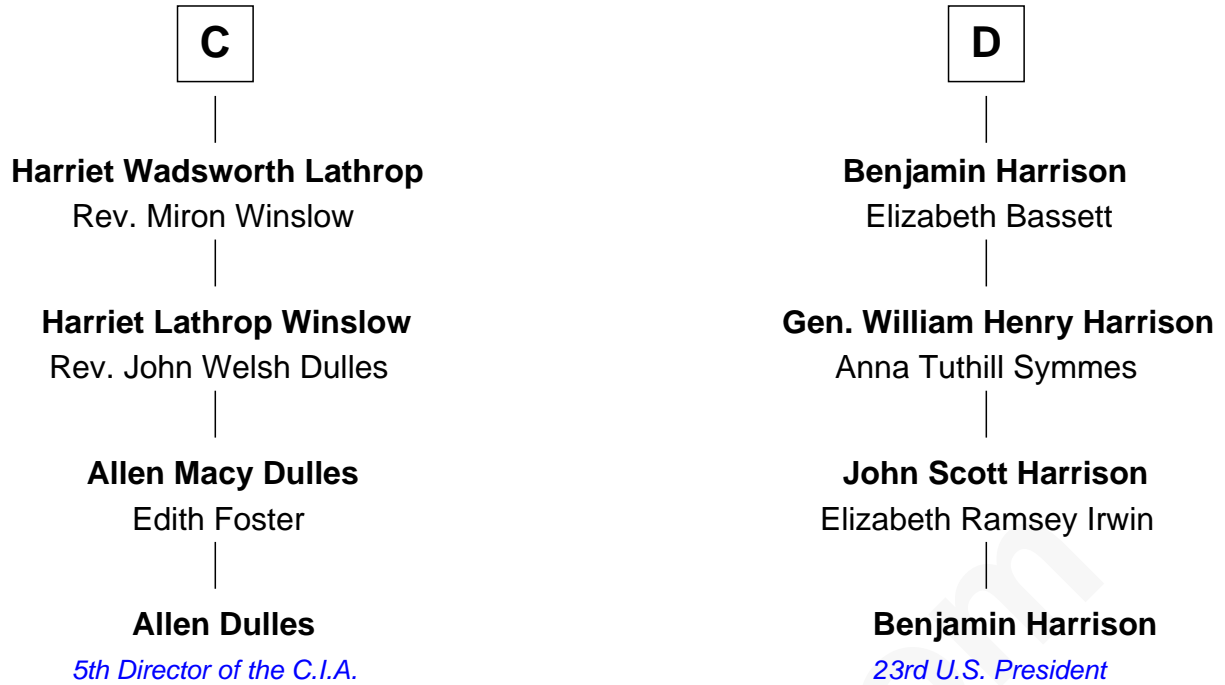 C
Harriet Wadsworth Lathrop
Rev. Miron Winslow
Harriet Lathrop Winslow
Rev. John Welsh Dulles
Allen Macy Dulles
Edith Foster
Allen Dulles
5th Director of the C.I.A.
D
Benjamin Harrison
Elizabeth Bassett
Gen. William Henry Harrison
Anna Tuthill Symmes
John Scott Harrison
Elizabeth Ramsey Irwin
Benjamin Harrison
23rd U.S. President